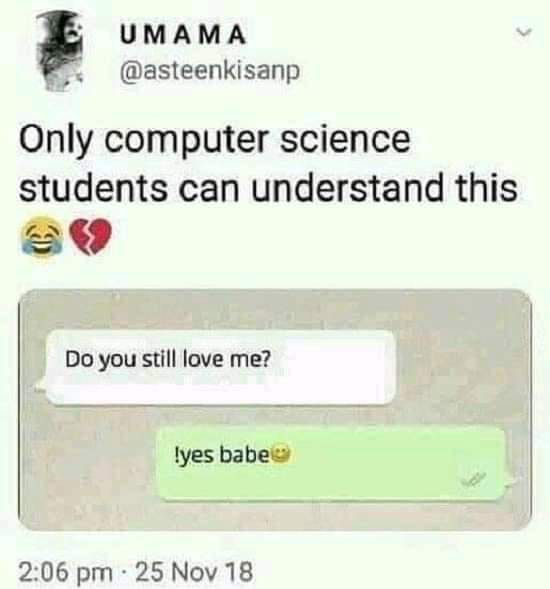 UMAMA
@asteenkisanp
Only computer science
students can understand this
😂💔
Do you still love me?
!yes babe😊
2:06 pm · 25 Nov 18